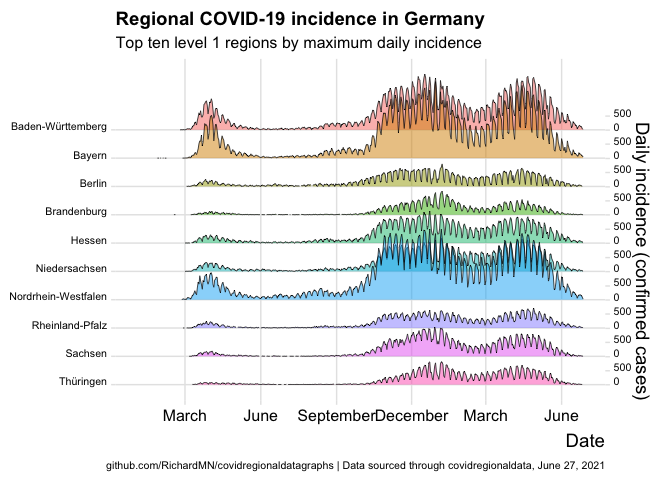 Regional COVID-19 incidence in Germany
Top ten level 1 regions by maximum daily incidence
Baden-Württemberg
Bayern
Berlin
Brandenburg
Hessen
Niedersachsen
Nordrhein-Westfalen
Rheinland-Pfalz
Sachsen
Thüringen
500
0
500
0
500
0
500
0
500
0
500
0
500
0
500
0
500
0
500
0
Daily incidence (confirmed cases)
March June September December March June
Date
github.com/RichardMN/covidregionaldatagraphs | Data sourced through covidregionaldata, June 27, 2021